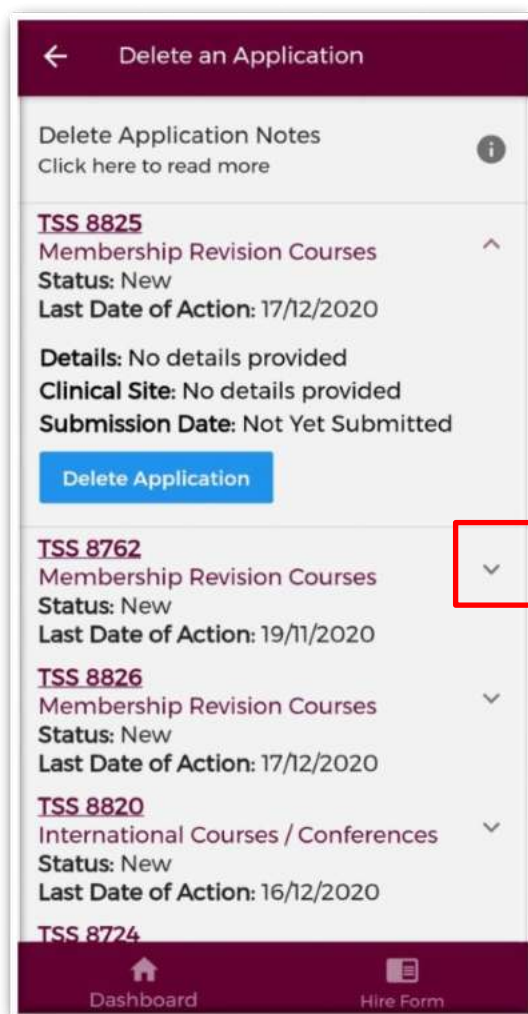 Delete an Application
Delete Application Notes
Click here to read more
TSS 8825
Membership Revision Courses
Status: New
Last Date of Action: 17/12/2020
Details: No details provided
Clinical Site: No details provided
Submission Date: Not Yet Submitted
Delete Application
TSS 8762
Membership Revision Courses
Status: New
Last Date of Action: 19/11/2020
TSS 8826
Membership Revision Courses
Status: New
Last Date of Action: 17/12/2020
TSS 8820
International Courses / Conferences
Status: New
Last Date of Action: 16/12/2020
TSS 8724
Dashboard
Hire Form